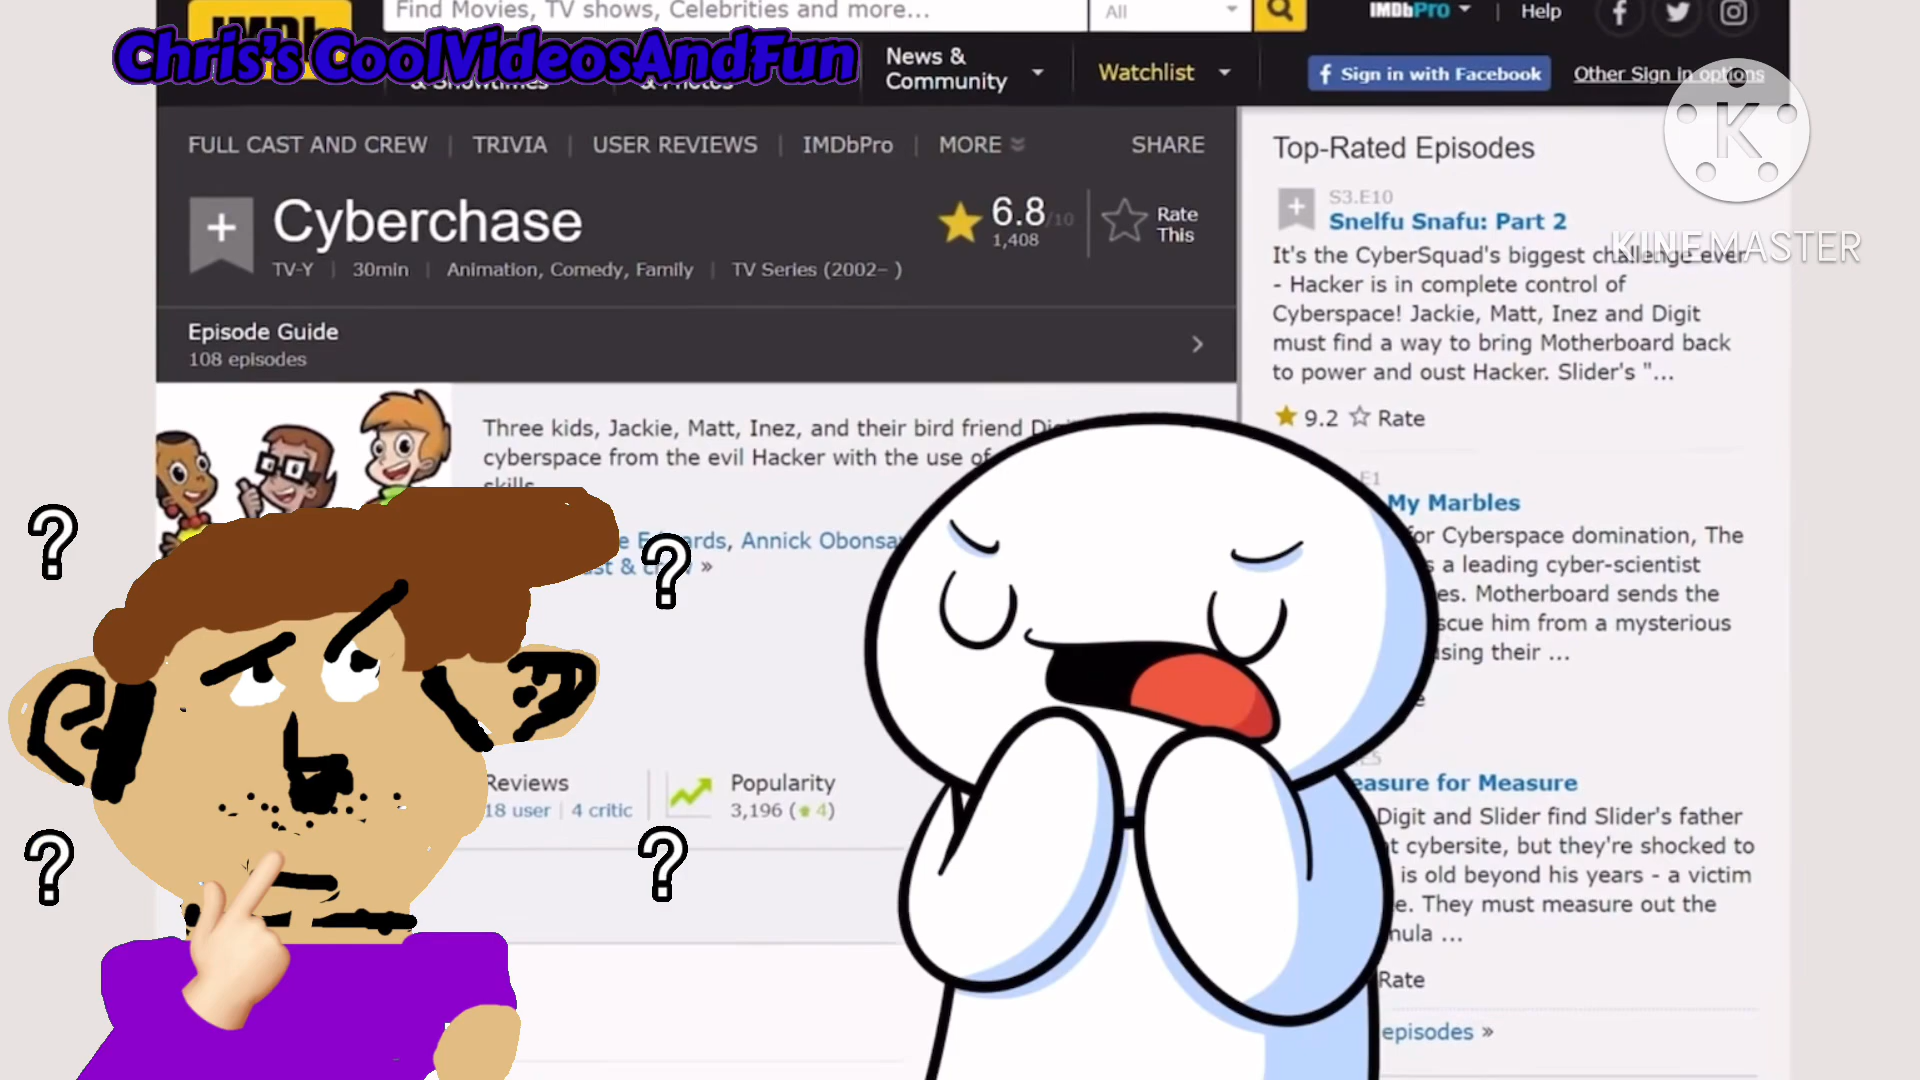 Find Movies, TV shows, Celebrities and more...
All
IMDbPro
Help
Chris's CoolVideosAndFun
& Showtimes
& Photos
News &
Community
Watchlist
f Sign in with Facebook
Other Sign in options
K
KINEMASTER
FULL CAST AND CREW | TRIVIA | USER REVIEWS | IMDbPro | MORE
SHARE
Cyberchase
6.8/10
1,408
Rate
This
TV-Y | 30min | Animation, Comedy, Family | TV Series (2002– )
Episode Guide
108 episodes
Three kids, Jackie, Matt, Inez, and their bird friend
cyberspace from the evil Hacker with the use of
skills.
Annick
»
? ? ? ?
Reviews
18 user | 4 critic
Popularity
3,196 (4)
Top-Rated Episodes
S3.E10
Snelfu Snafu: Part 2
It's the CyberSquad's biggest challenge ever
- Hacker is in complete control of
Cyberspace! Jackie, Matt, Inez and Digit
must find a way to bring Motherboard back
to power and oust Hacker. Slider's "...
9.2 Rate
My Marbles
for Cyberspace domination, The
a leading cyber-scientist
Motherboard sends the
him from a mysterious
using their ...
Measure for Measure
Digit and Slider find Slider's father
cybersite, but they're shocked to
is old beyond his years - a victim
They must measure out the
...
Rate
episodes »